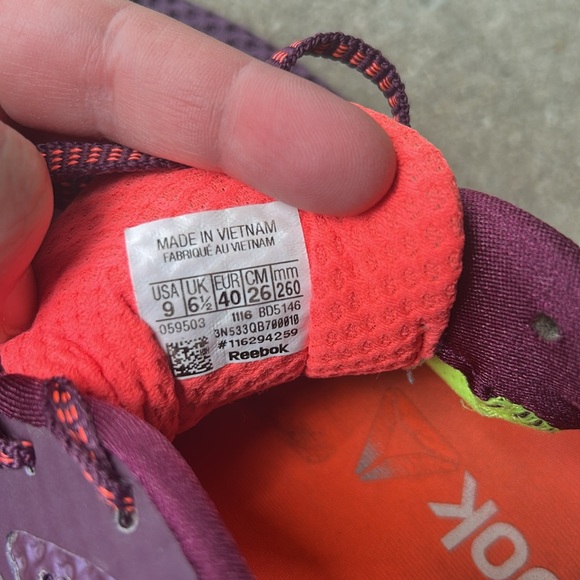 MADE IN VIETNAM
FABRIQUÉ AU VIETNAM
USA UK EUR CM mm
9 6½ 40 26 260
059503 1116 BD5146
3N533QB700010
#116294259
Reebok
ok